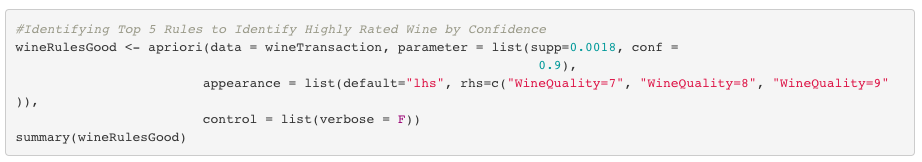 #Identifying Top 5 Rules to Identify Highly Rated Wine by Confidence
wineRulesGood <- apriori(data = wineTransaction, parameter = list(supp=0.0018, conf =
0.9),
appearance = list(default="lhs", rhs=c("WineQuality=7", "WineQuality=8", "WineQuality=9"
)),
control = list(verbose = F))
summary(wineRulesGood)